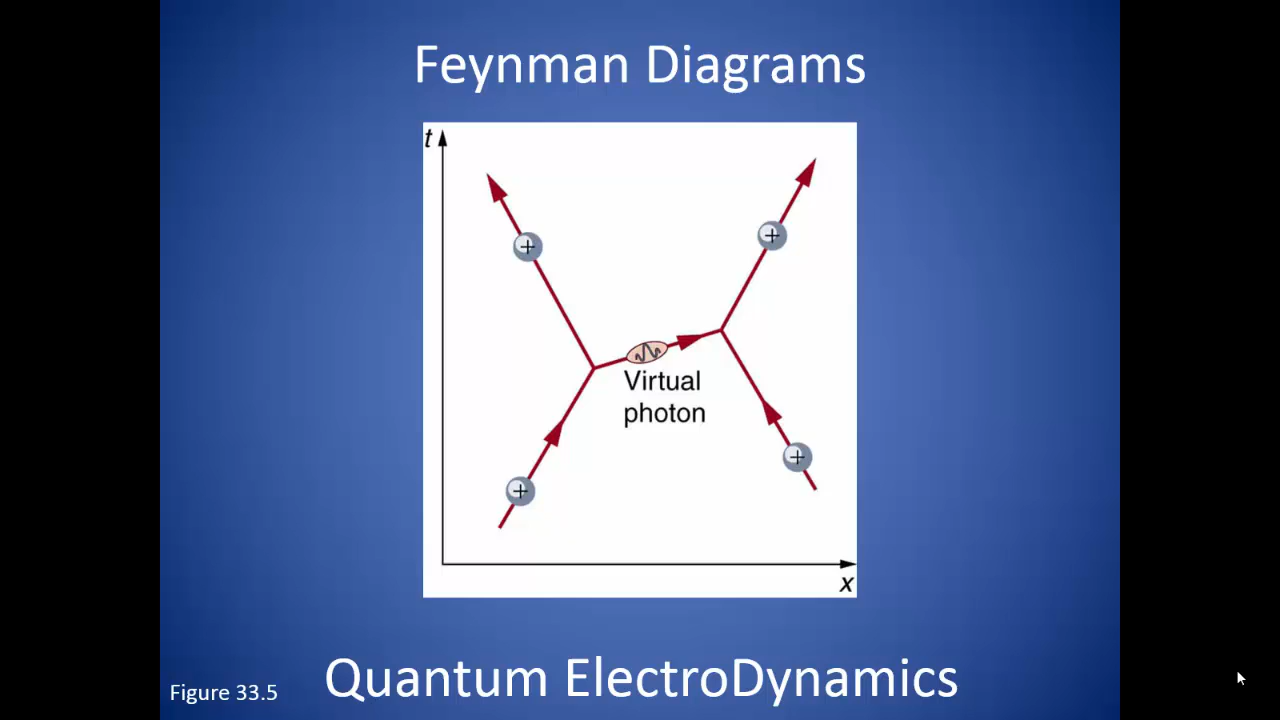 Feynman Diagrams
t
+
+
Virtual
photon
+
+
x
Quantum ElectroDynamics
Figure 33.5